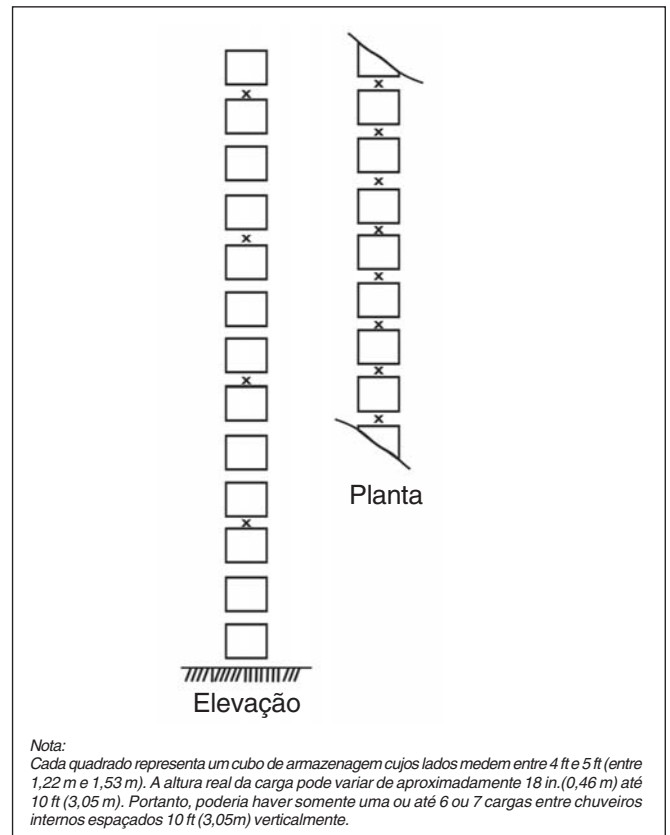 Planta
Elevação
Nota:
Cada quadrado representa um cubo de armazenagem cujos lados medem entre 4 ft e 5 ft (entre
1,22 m e 1,53 m). A altura real da carga pode variar de aproximadamente 18 in.(0,46 m) até
10 ft (3,05 m). Portanto, poderia haver somente uma ou até 6 ou 7 cargas entre chuveiros
internos espaçados 10 ft (3,05m) verticalmente.